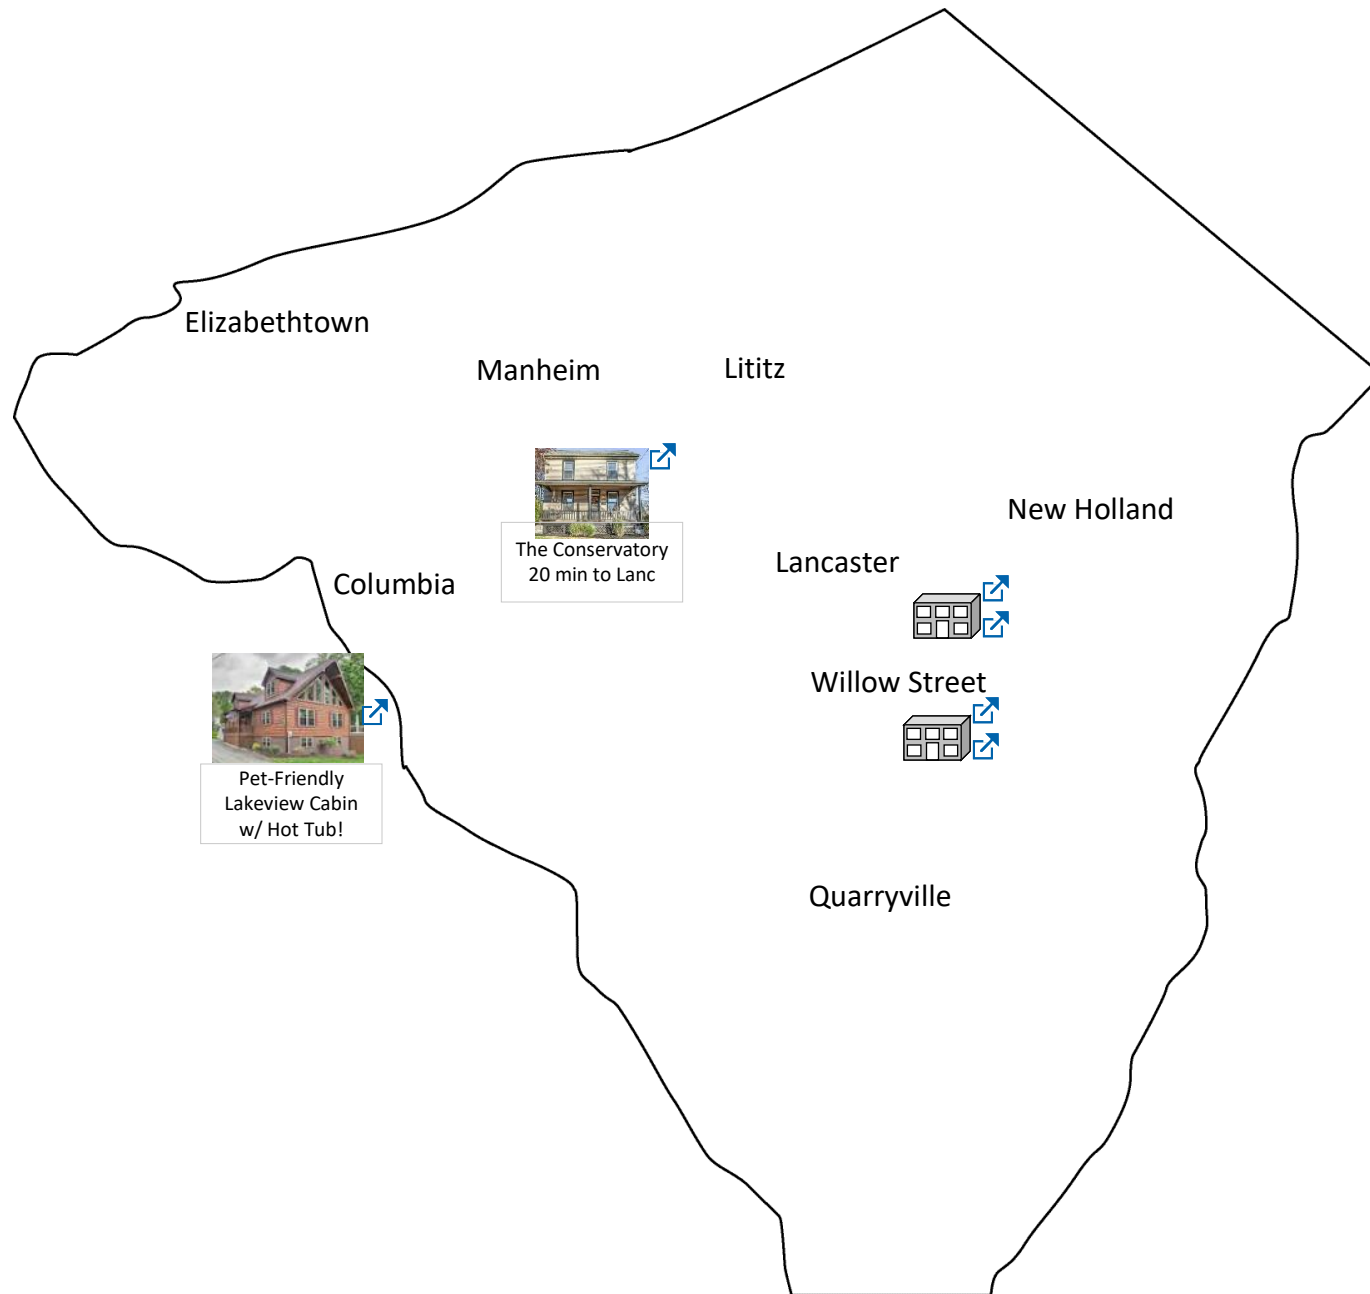 Elizabethtown
Manheim
Lititz
New Holland
The Conservatory
20 min to Lanc
Lancaster
Columbia
Willow Street
Pet-Friendly
Lakeview Cabin
w/ Hot Tub!
Quarryville